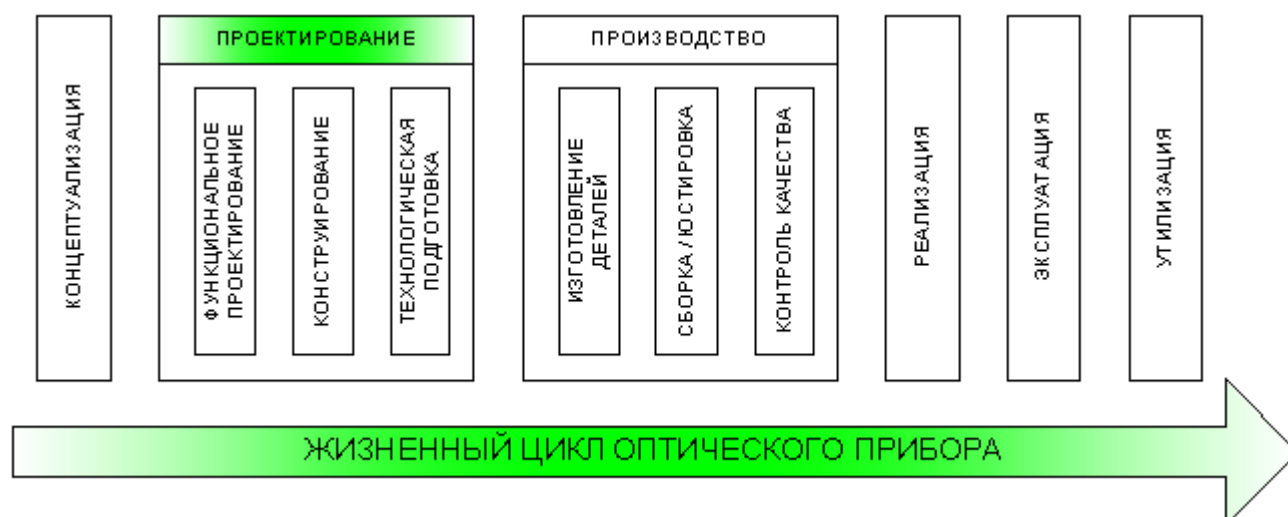 КОНЦЕПТУАЛИЗАЦИЯ
ПРОЕКТИРОВАНИЕ
ФУНКЦИОНАЛЬНОЕ
ПРОЕКТИРОВАНИЕ
КОНСТРУИРОВАНИЕ
ТЕХНОЛОГИЧЕСКАЯ
ПОДГОТОВКА
ПРОИЗВОДСТВО
ИЗГОТОВЛЕНИЕ
ДЕТАЛЕЙ
СБОРКА / ЮСТИРОВКА
КОНТРОЛЬ КАЧЕСТВА
РЕАЛИЗАЦИЯ
ЭКСПЛУАТАЦИЯ
УТИЛИЗАЦИЯ
ЖИЗНЕННЫЙ ЦИКЛ ОПТИЧЕСКОГО ПРИБОРА